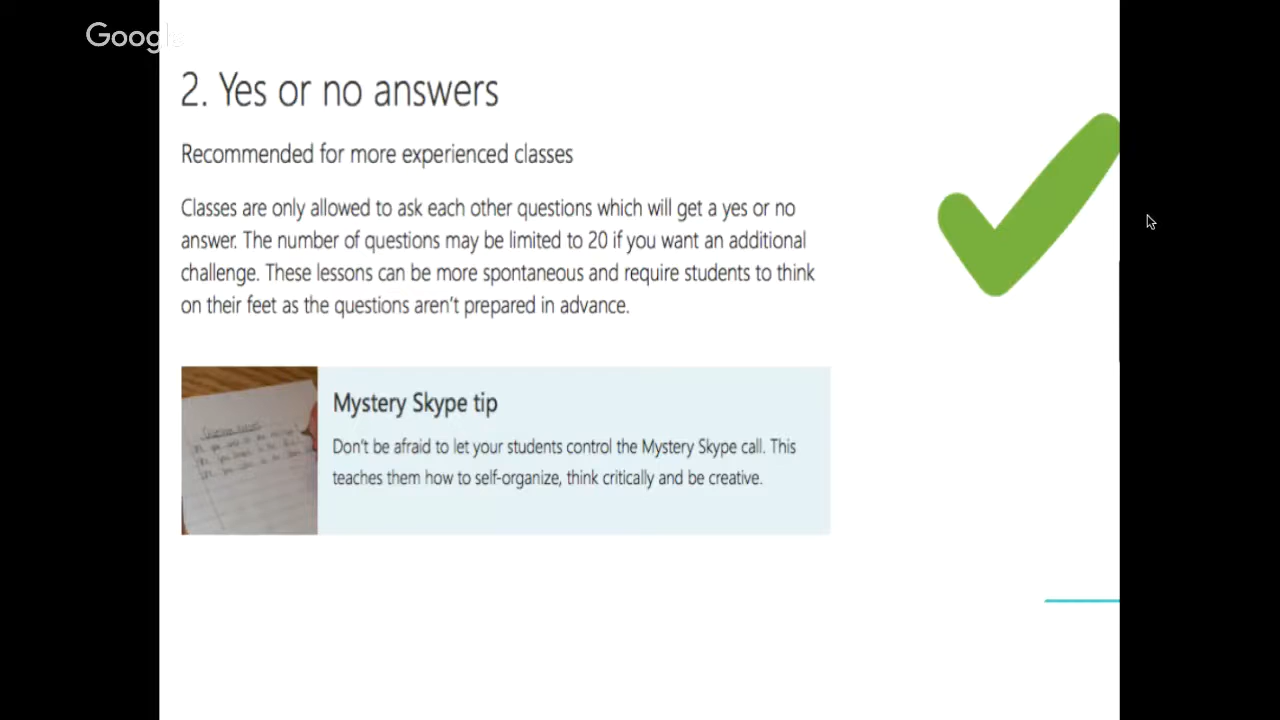 Google
2. Yes or no answers
Recommended for more experienced classes
Classes are only allowed to ask each other questions which will get a yes or no
answer. The number of questions may be limited to 20 if you want an additional
challenge. These lessons can be more spontaneous and require students to think
on their feet as the questions aren't prepared in advance.
Mystery Skype tip
Don't be afraid to let your students control the Mystery Skype call. This
teaches them how to self-organize, think critically and be creative.